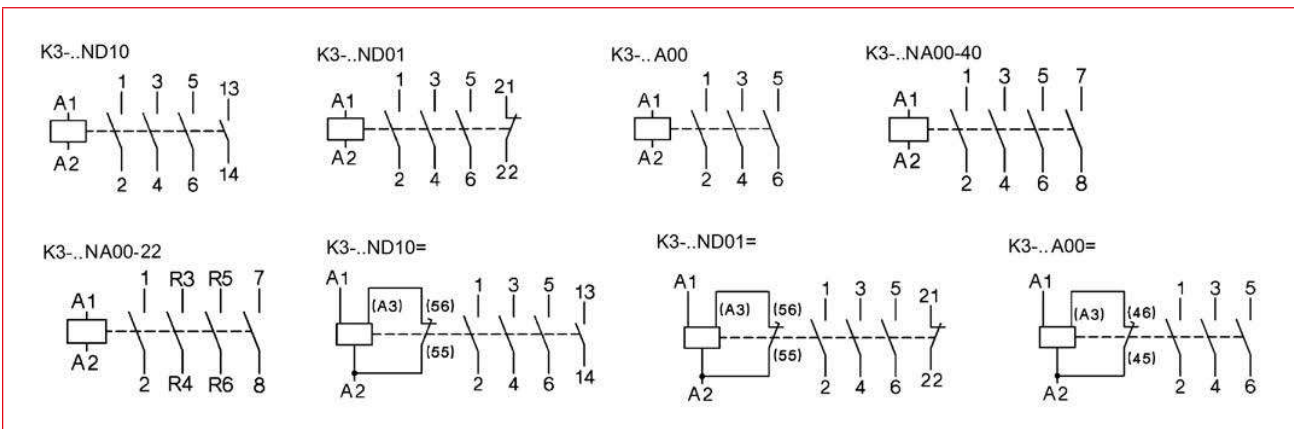 K3-..ND10
A1 1 3 5 13
A2 2 4 6 14
K3-..ND01
A1 1 3 5 21
A2 2 4 6 22
K3-.. A00
A1 1 3 5
A2 2 4 6
K3-..NA00-40
A1 1 3 5 7
A2 2 4 6 8
K3-..NA00-22
A1 1 R3 R5 7
A2 2 R4 R6 8
K3-..ND10=
A1 (A3) (56) 1 3 5 13
A2 (55) 2 4 6 14
K3-..ND01=
A1 (A3) (56) 1 3 5 21
A2 (55) 2 4 6 22
K3-.. A00=
A1 (A3) (46) 1 3 5
A2 (45) 2 4 6